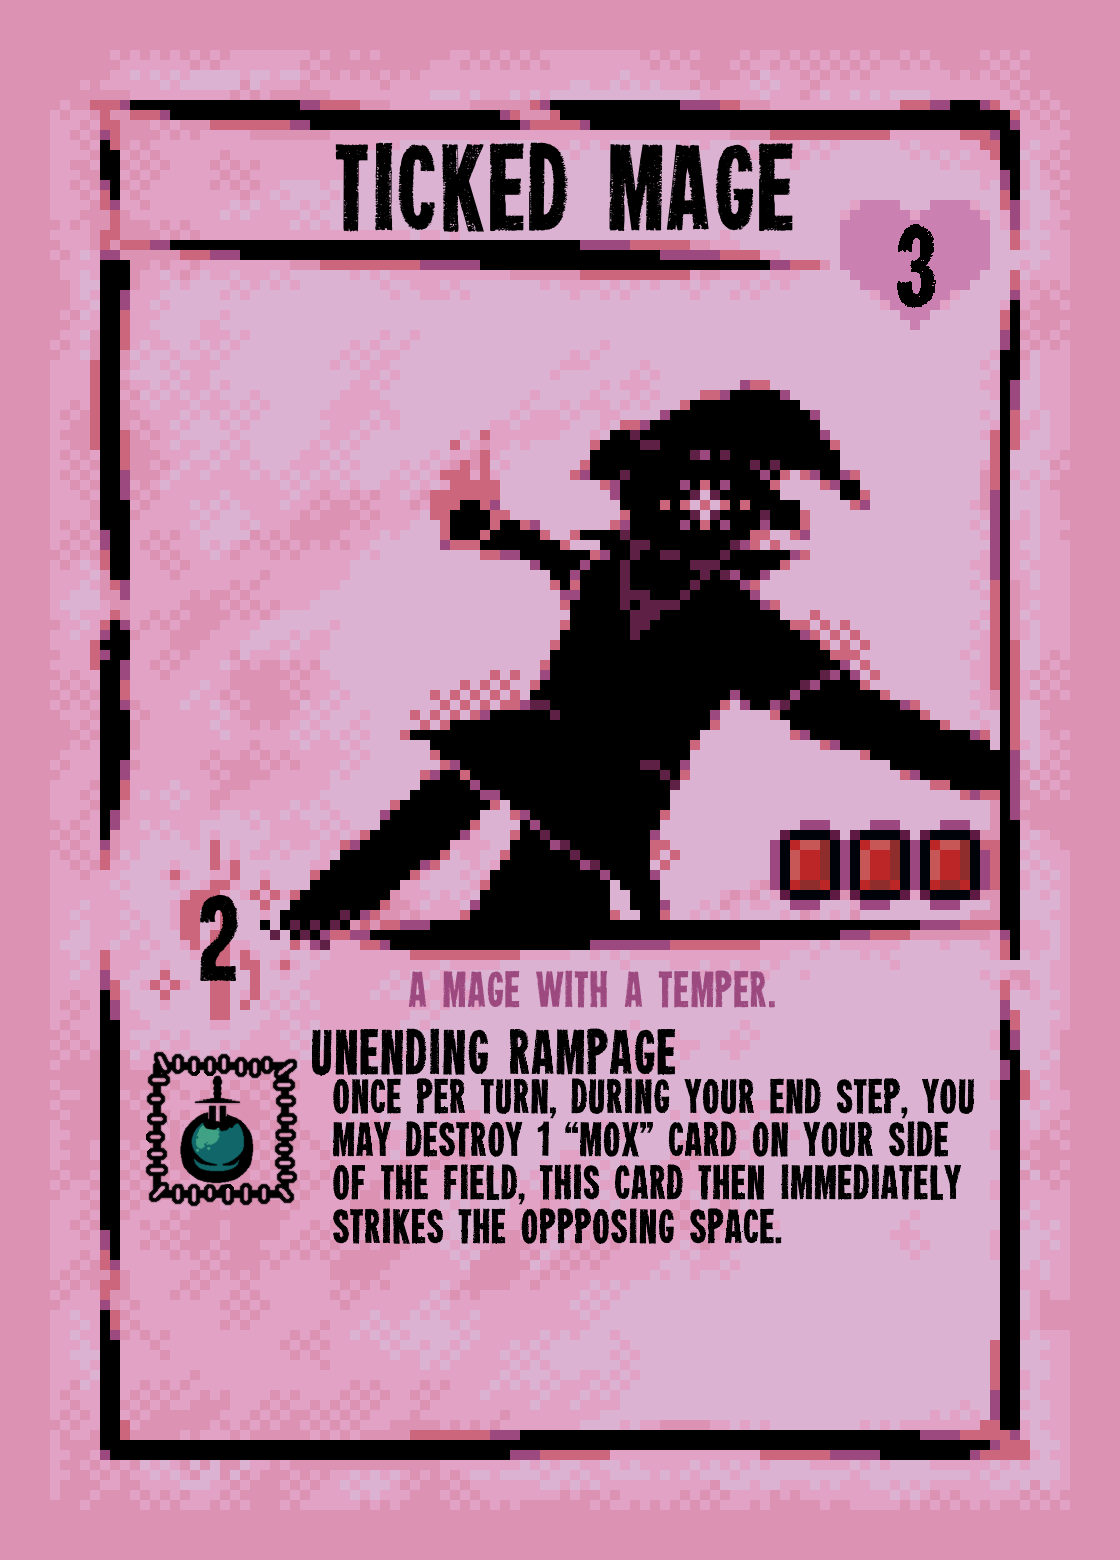 TICKED MAGE
3
2
A MAGE WITH A TEMPER.
UNENDING RAMPAGE
ONCE PER TURN, DURING YOUR END STEP, YOU
MAY DESTROY 1 “MOX” CARD ON YOUR SIDE
OF THE FIELD, THIS CARD THEN IMMEDIATELY
STRIKES THE OPPPOSING SPACE.